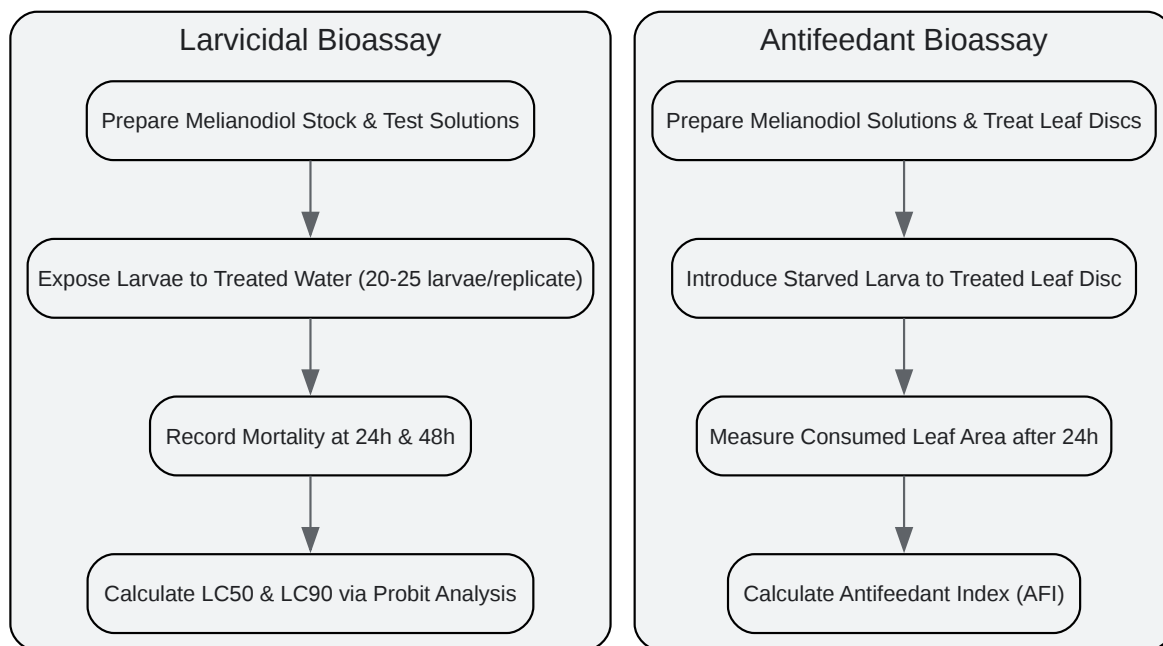 Larvicidal Bioassay
Prepare Melianodiol Stock & Test Solutions
Expose Larvae to Treated Water (20-25 larvae/replicate)
Record Mortality at 24h & 48h
Calculate LC50 & LC90 via Probit Analysis
Antifeedant Bioassay
Prepare Melianodiol Solutions & Treat Leaf Discs
Introduce Starved Larva to Treated Leaf Disc
Measure Consumed Leaf Area after 24h
Calculate Antifeedant Index (AFI)